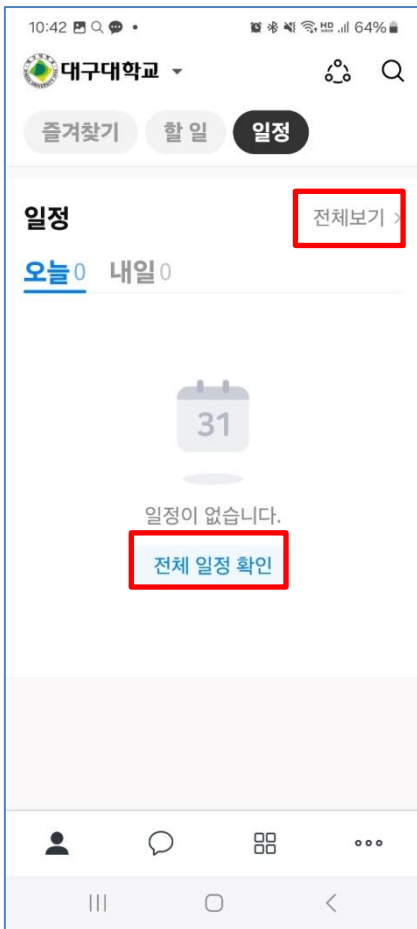 10:42 HD 64%
대구대학교
즐겨찾기 할 일 일정
일정 전체보기 >
오늘 0 내일 0
31
일정이 없습니다.
전체 일정 확인